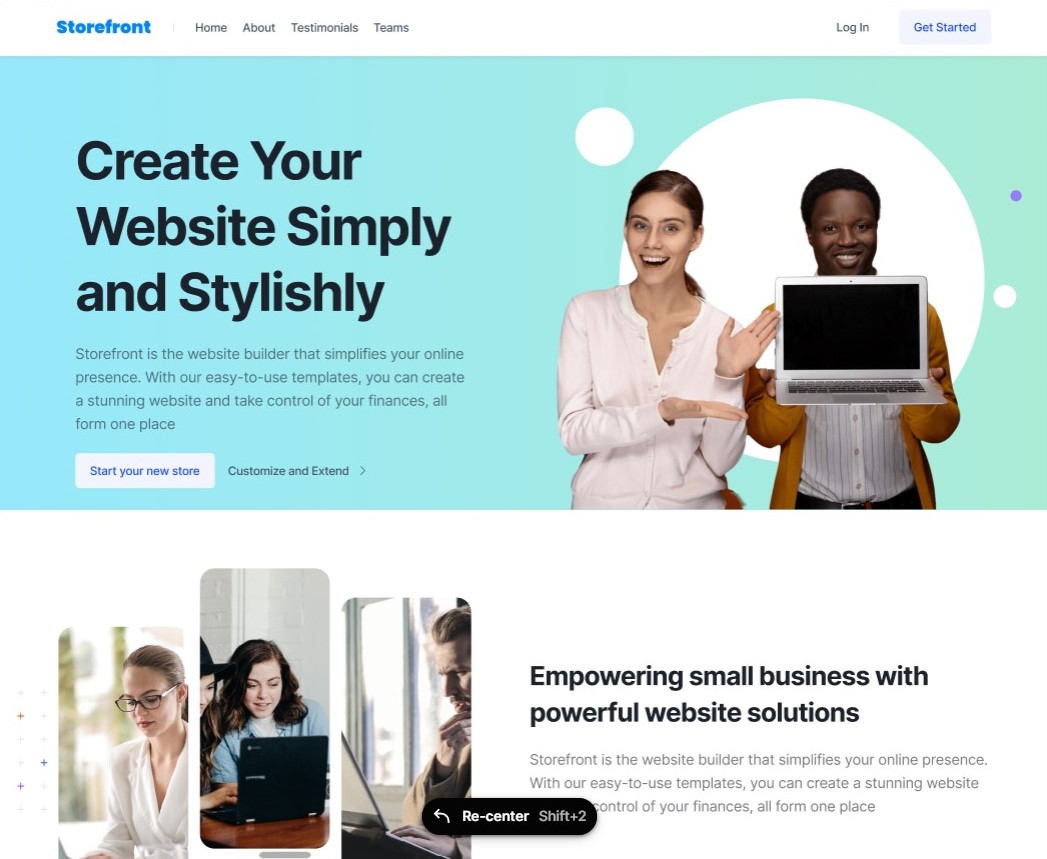 Storefront
Home About Testimonials Teams
Log In
Get Started
Create Your
Website Simply
and Stylishly
Storefront is the website builder that simplifies your online
presence. With our easy-to-use templates, you can create
a stunning website and take control of your finances, all
form one place
Start your new store
Customize and Extend
Empowering small business with
powerful website solutions
Storefront is the website builder that simplifies your online presence.
With our easy-to-use templates, you can create a stunning website
control of your finances, all form one place
Re-center Shift+2